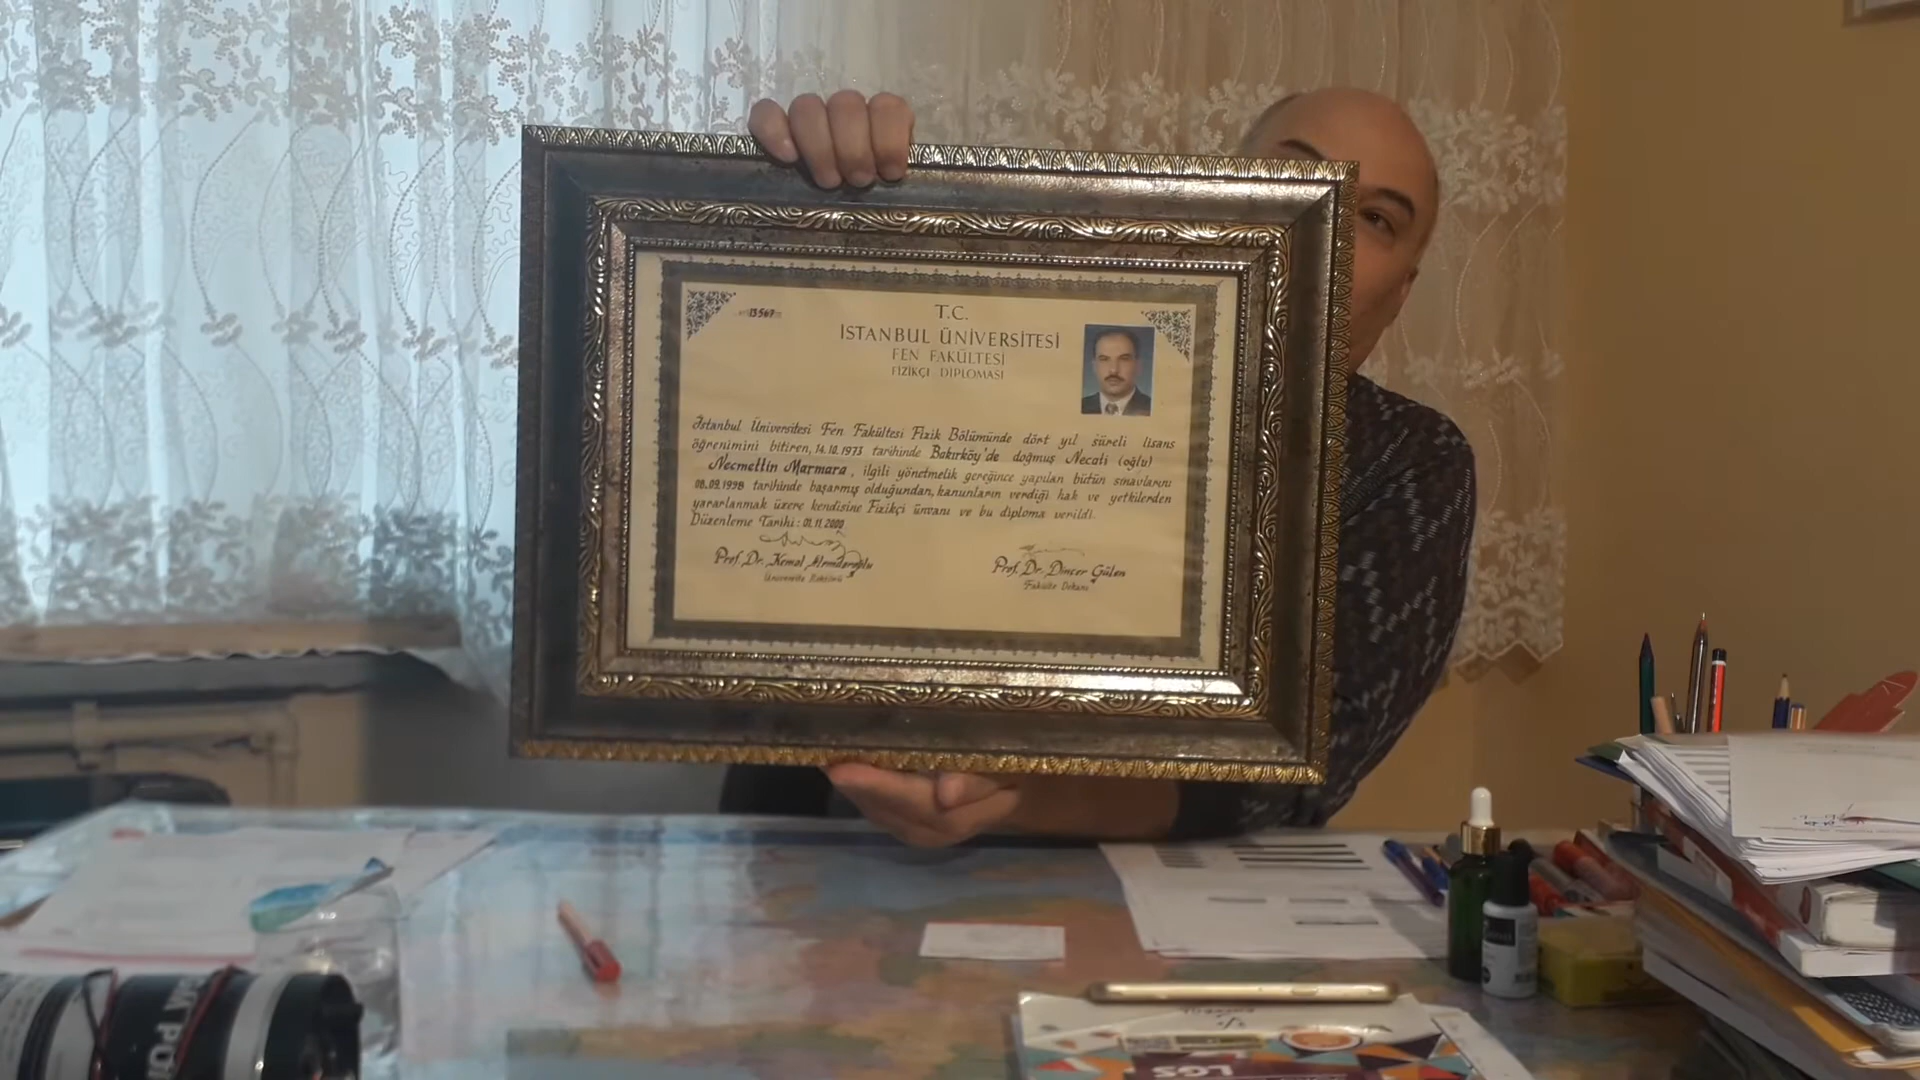 13567
T.C.
İSTANBUL ÜNİVERSİTESİ
FEN FAKÜLTESİ
FİZİKÇİ DİPLOMASI
İstanbul Üniversitesi Fen Fakültesi Fizik Bölümünde dört yıl süreli lisans
öğrenimini bitiren, 14.10.1973 tarihinde Bakırköy'de doğmuş Necati (oğlu)
Necmettin Marmara, ilgili yönetmelik gereğince yapılan bütün sınavlarını
08.09.1998 tarihinde başarmış olduğundan, kanunların verdiği hak ve yetkilerden
yararlanmak üzere kendisine Fizikçi ünvanı ve bu diploma verildi.
Düzenleme Tarihi: 01.11.2000
Prof. Dr. Kemal Alemdaroğlu
Üniversite Rektörü
Prof. Dr. Dinçer Gülen
Fakülte Dekanı
LGS